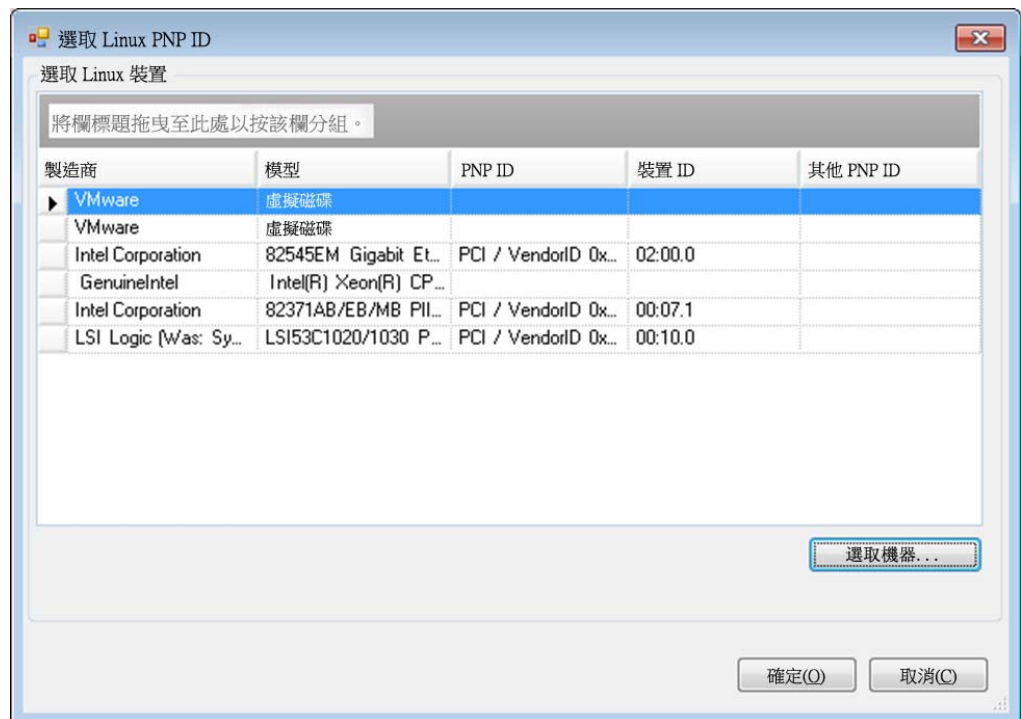 選取 Linux PNP ID
選取 Linux 裝置
將欄標題拖曳至此處以按該欄分組。
製造商 模型 PNP ID 裝置 ID 其他 PNP ID
VMware 虛擬磁碟
VMware 虛擬磁碟
Intel Corporation 82545EM Gigabit Et... PCI / VendorID 0x... 02:00.0
GenuineIntel Intel(R) Xeon(R) CP...
Intel Corporation 82371AB/EB/MB PII... PCI / VendorID 0x... 00:07.1
LSI Logic (Was: Sy... LSI53C1020/1030 P... PCI / VendorID 0x... 00:10.0
選取機器...
確定(O) 取消(C)